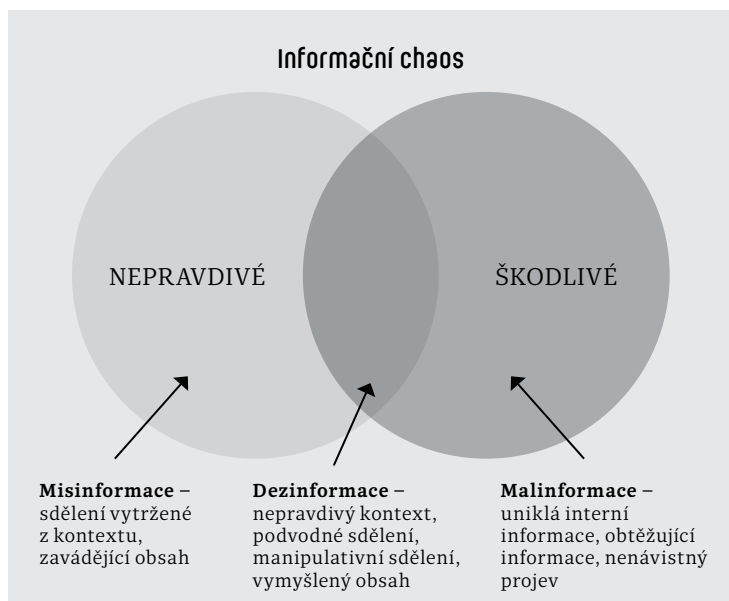 Informační chaos
NEPRAVDIVÉ
ŠKODLIVÉ
Misinformace –
sdělení vytržené
z kontextu,
zavádějící obsah
Dezinformace –
nepravdivý kontext,
podvodné sdělení,
manipulativní sdělení,
vymyšlený obsah
Malinformace –
uniklá interní
informace, obtěžující
informace, nenávistný
projev